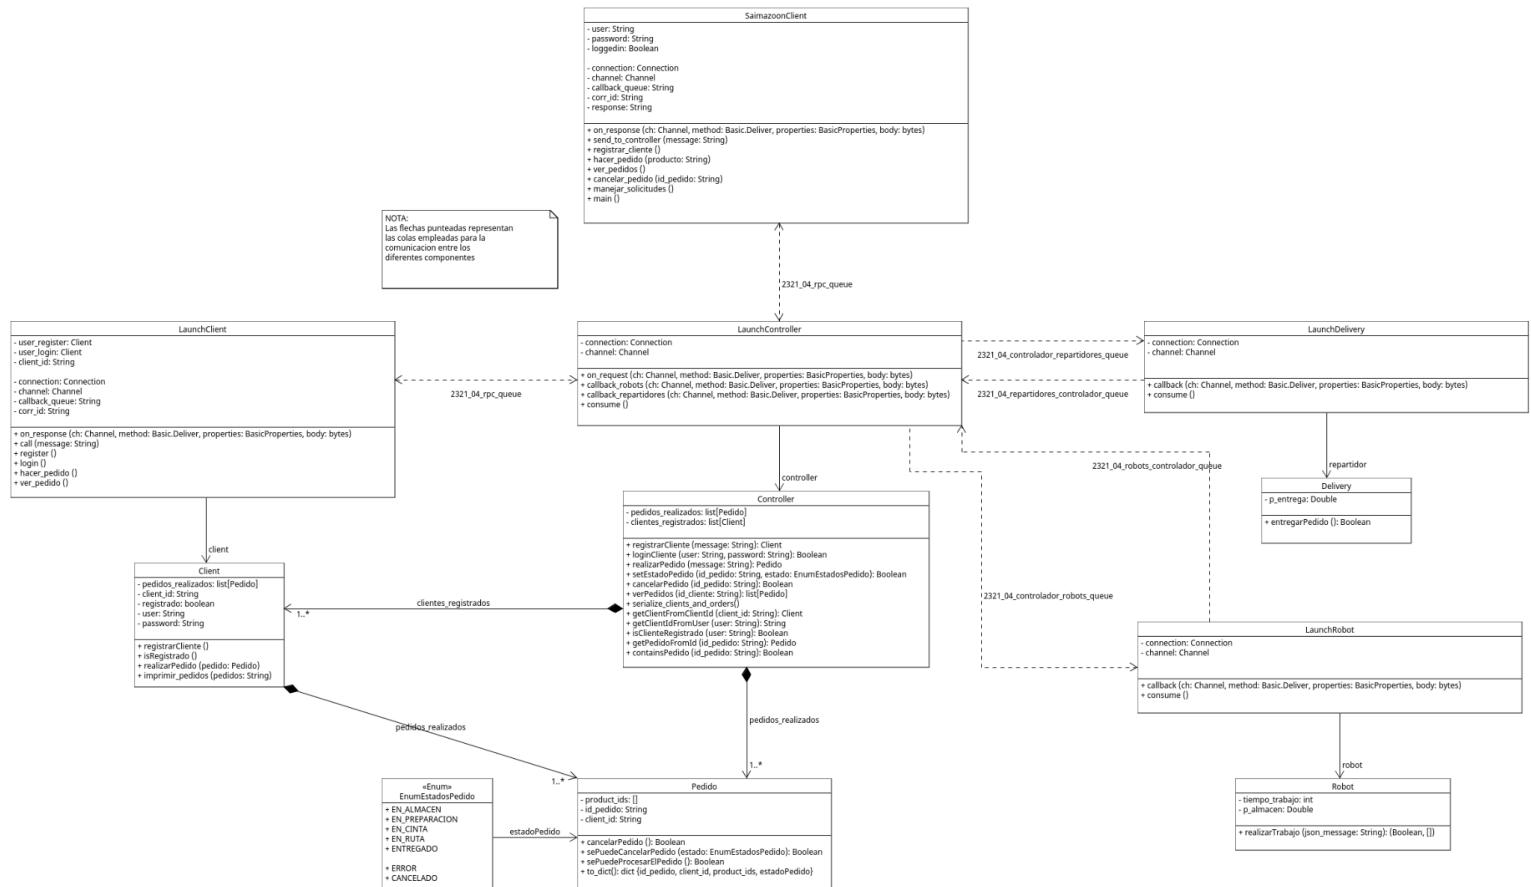 SaimazoonClient
- user: String
- password: String
- loggedin: Boolean
- connection: Connection
- channel: Channel
- callback_queue: String
- corr_id: String
- response: String
+ on_response (ch: Channel, method: Basic.Deliver, properties: BasicProperties, body: bytes)
+ send_to_controller (message: String)
+ registrar_cliente ()
+ hacer_pedido (producto: String)
+ ver_pedidos ()
+ cancelar_pedido (id_pedido: String)
+ manejar_solicitudes ()
+ main ()
NOTA:
Las flechas punteadas representan
las colas empleadas para la
comunicacion entre los
diferentes componentes
2321_04_rpc_queue
LaunchClient
- user_register: Client
- user_login: Client
- client_id: String
- connection: Connection
- channel: Channel
- callback_queue: String
- corr_id: String
+ on_response (ch: Channel, method: Basic.Deliver, properties: BasicProperties, body: bytes)
+ call (message: String)
+ register ()
+ login ()
+ hacer_pedido ()
+ ver_pedido ()
2321_04_rpc_queue
LaunchController
- connection: Connection
- channel: Channel
+ on_request (ch: Channel, method: Basic.Deliver, properties: BasicProperties, body: bytes)
+ callback_robots (ch: Channel, method: Basic.Deliver, properties: BasicProperties, body: bytes)
+ callback_repartidores (ch: Channel, method: Basic.Deliver, properties: BasicProperties, body: bytes)
+ consume ()
2321_04_controlador_repartidores_queue
2321_04_repartidores_controlador_queue
LaunchDelivery
- connection: Connection
- channel: Channel
+ callback (ch: Channel, method: Basic.Deliver, properties: BasicProperties, body: bytes)
+ consume ()
2321_04_robots_controlador_queue
repartidor
Delivery
- p_entrega: Double
+ entregarPedido (): Boolean
controller
Controller
- pedidos_realizados: list[Pedido]
- clientes_registrados: list[Client]
+ registrarCliente (message: String): Client
+ loginCliente (user: String, password: String): Boolean
+ realizarPedido (message: String): Pedido
+ setEstadoPedido (id_pedido: String, estado: EnumEstadosPedido): Boolean
+ cancelarPedido (id_pedido: String): Boolean
+ verPedidos (id_cliente: String): list[Pedido]
+ serialize_clients_and_orders()
+ getClientFromClientId (client_id: String): Client
+ getClientIdFromUser (user: String): String
+ isClienteRegistrado (user: String): Boolean
+ getPedidoFromId (id_pedido: String): Pedido
+ containsPedido (id_pedido: String): Boolean
client
Client
- pedidos_realizados: list[Pedido]
- client_id: String
- registrado: boolean
- user: String
- password: String
+ registrarCliente ()
+ isRegistrado ()
+ realizarPedido (pedido: Pedido)
+ imprimir_pedidos (pedidos: String)
clientes_registrados
1..*
2321_04_controlador_robots_queue
LaunchRobot
- connection: Connection
- channel: Channel
+ callback (ch: Channel, method: Basic.Deliver, properties: BasicProperties, body: bytes)
+ consume ()
pedidos_realizados
1..*
pedidos_realizados
1..*
robot
«Enum»
EnumEstadosPedido
+ EN_ALMACEN
+ EN_PREPARACION
+ EN_CINTA
+ EN_RUTA
+ ENTREGADO
+ ERROR
+ CANCELADO
estadoPedido
Pedido
- product_ids: []
- id_pedido: String
- client_id: String
+ cancelarPedido (): Boolean
+ sePuedeCancelarPedido (estado: EnumEstadosPedido): Boolean
+ sePuedeProcesarElPedido (): Boolean
+ to_dict(): dict {id_pedido, client_id, product_ids, estadoPedido}
Robot
- tiempo_trabajo: int
- p_almacen: Double
+ realizarTrabajo (json_message: String): (Boolean, [])